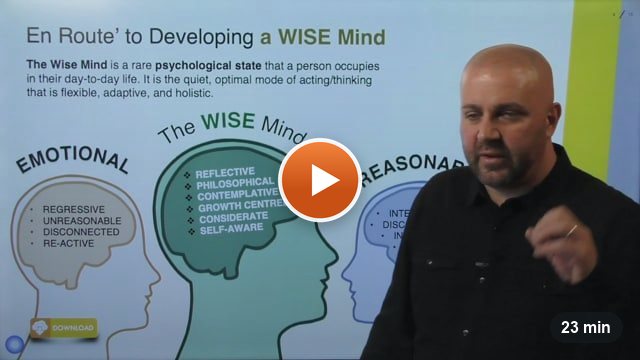 En Route’ to Developing a WISE Mind
The Wise Mind is a rare psychological state that a person occupies
in their day-to-day life. It is the quiet, optimal mode of acting/thinking
that is flexible, adaptive, and holistic.
The WISE Mind
EMOTIONAL
REGRESSIVE
UNREASONABLE
DISCONNECTED
RE-ACTIVE
REFLECTIVE
PHILOSOPHICAL
CONTEMPLATIVE
GROWTH CENTRE
CONSIDERATE
SELF-AWARE
DOWNLOAD
23 min